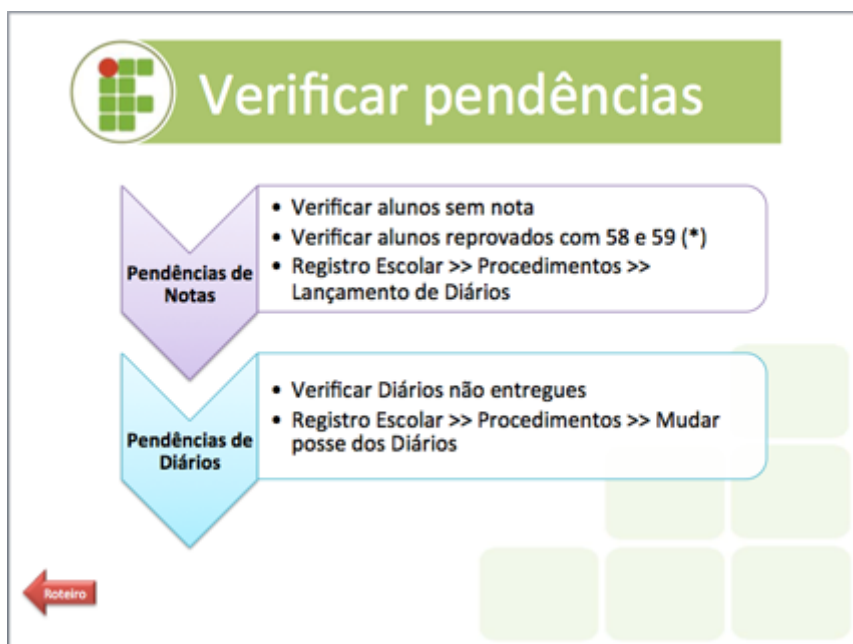 Verificar pendências
Pendências de
Notas
• Verificar alunos sem nota
• Verificar alunos reprovados com 58 e 59 (*)
• Registro Escolar >> Procedimentos >>
Lançamento de Diários
Pendências de
Diários
• Verificar Diários não entregues
• Registro Escolar >> Procedimentos >> Mudar
posse dos Diários
Roteiro